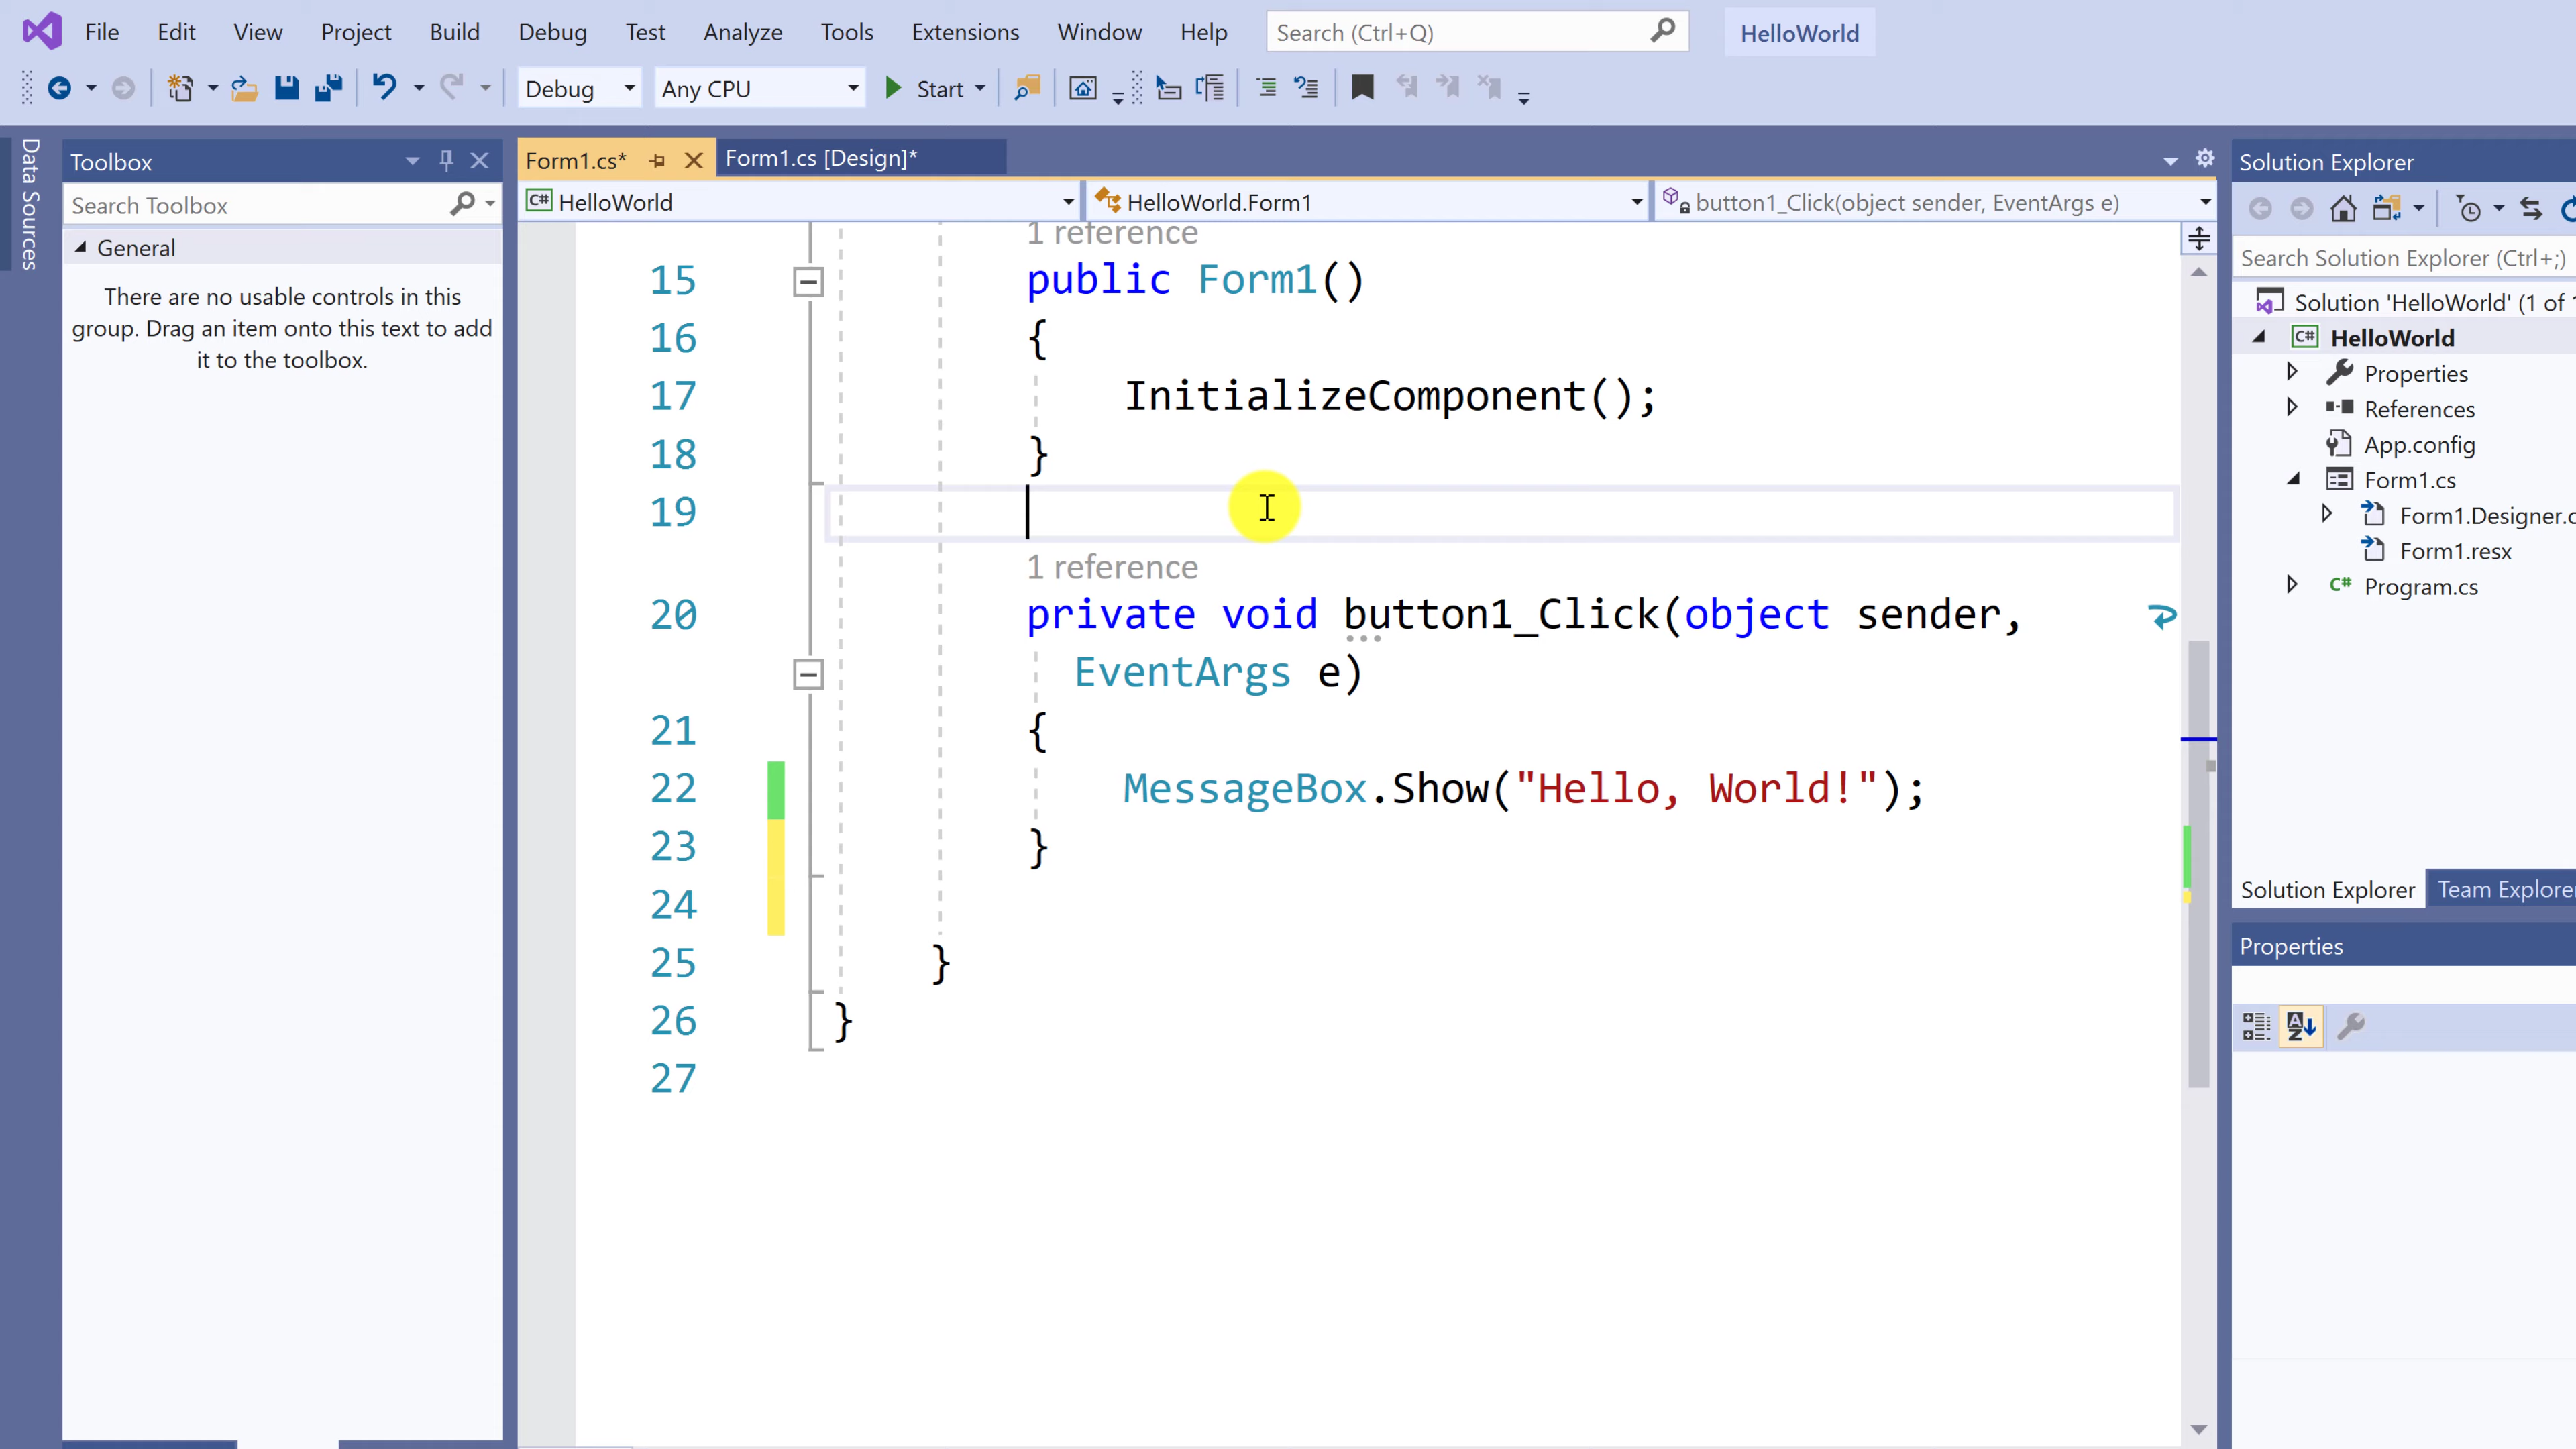 File Edit View Project Build Debug Test Analyze Tools Extensions Window Help Search (Ctrl+Q) HelloWorld
Debug Any CPU Start
Data Sources
Toolbox
Search Toolbox
General
There are no usable controls in this
group. Drag an item onto this text to add
it to the toolbox.
Form1.cs* Form1.cs [Design]*
C# HelloWorld HelloWorld.Form1 button1_Click(object sender, EventArgs e)
1 reference
15 public Form1()
16 {
17 InitializeComponent();
18 }
19
1 reference
20 private void button1_Click(object sender,
EventArgs e)
21 {
22 MessageBox.Show("Hello, World!");
23 }
24
25 }
26 }
27
Solution Explorer
Search Solution Explorer (Ctrl+;)
Solution 'HelloWorld' (1 of 1
C# HelloWorld
Properties
References
App.config
Form1.cs
Form1.Designer.c
Form1.resx
C# Program.cs
Solution Explorer Team Explorer
Properties